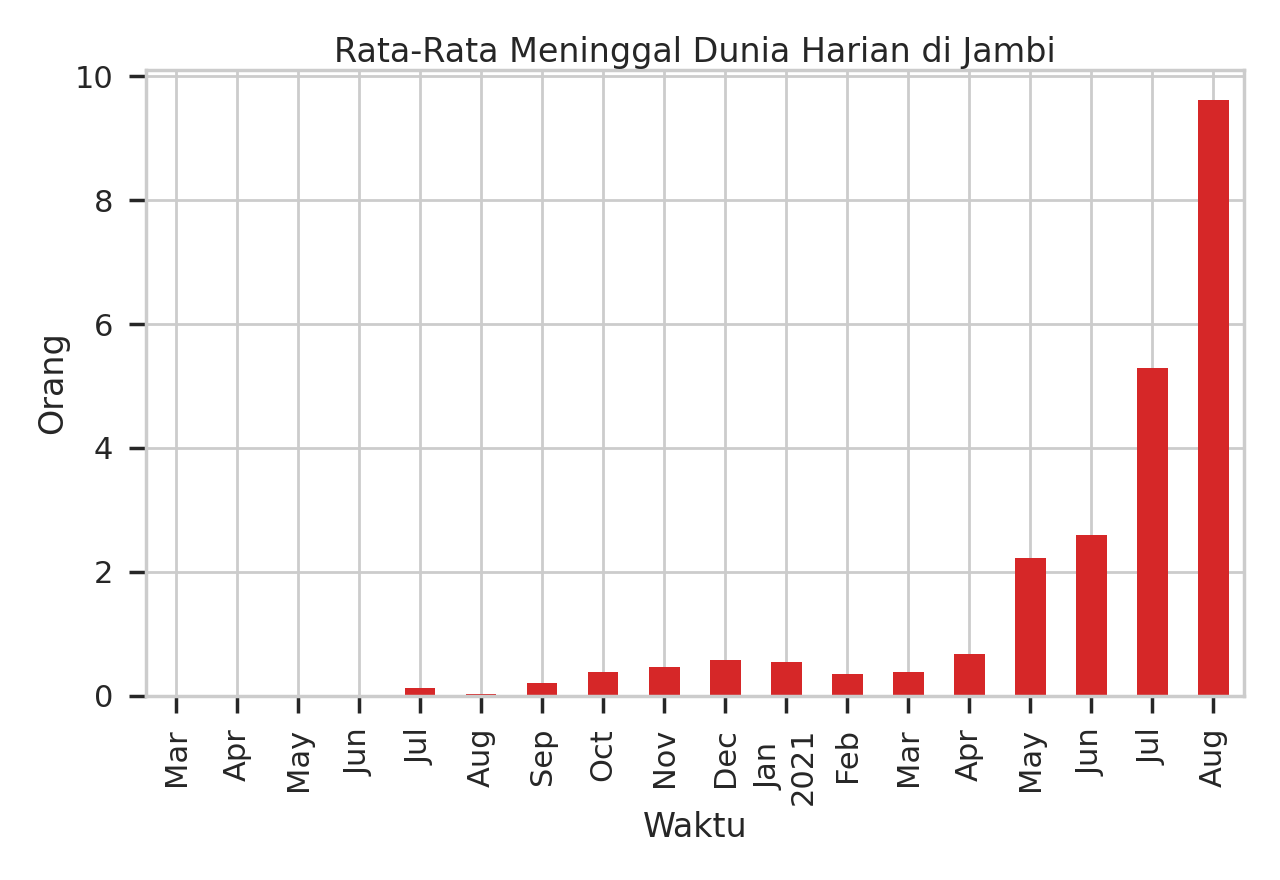 Rata-Rata Meninggal Dunia Harian di Jambi
10
8
6
4
2
0
Orang
Mar
Apr
May
Jun
Jul
Aug
Sep
Oct
Nov
Dec
Jan
2021
Feb
Mar
Apr
May
Jun
Jul
Aug
Waktu